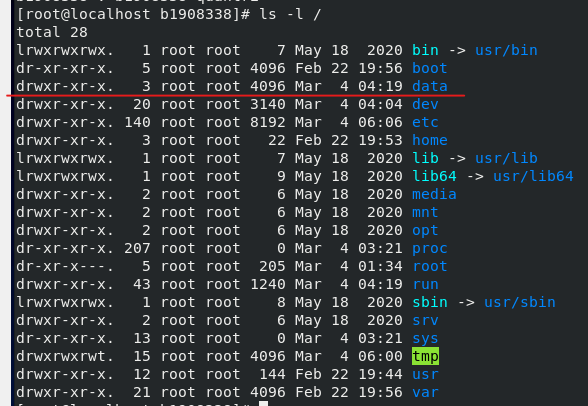 [root@localhost b1908338]# ls -l /
total 28
lrwxrwxrwx.   1 root root    7 May 18  2020 bin -> usr/bin
dr-xr-xr-x.   5 root root 4096 Feb 22 19:56 boot
drwxr-xr-x.   3 root root 4096 Mar  4 04:19 data
drwxr-xr-x.  20 root root 3140 Mar  4 04:04 dev
drwxr-xr-x. 140 root root 8192 Mar  4 06:06 etc
drwxr-xr-x.   3 root root   22 Feb 22 19:53 home
lrwxrwxrwx.   1 root root    7 May 18  2020 lib -> usr/lib
lrwxrwxrwx.   1 root root    9 May 18  2020 lib64 -> usr/lib64
drwxr-xr-x.   2 root root    6 May 18  2020 media
drwxr-xr-x.   2 root root    6 May 18  2020 mnt
drwxr-xr-x.   2 root root    6 May 18  2020 opt
dr-xr-xr-x. 207 root root    0 Mar  4 03:21 proc
dr-xr-x---.   5 root root  205 Mar  4 01:34 root
drwxr-xr-x.  43 root root 1240 Mar  4 04:19 run
lrwxrwxrwx.   1 root root    8 May 18  2020 sbin -> usr/sbin
drwxr-xr-x.   2 root root    6 May 18  2020 srv
dr-xr-xr-x.  13 root root    0 Mar  4 03:21 sys
drwxrwxrwt.  15 root root 4096 Mar  4 06:00 tmp
drwxr-xr-x.  12 root root  144 Feb 22 19:44 usr
drwxr-xr-x.  21 root root 4096 Feb 22 19:56 var